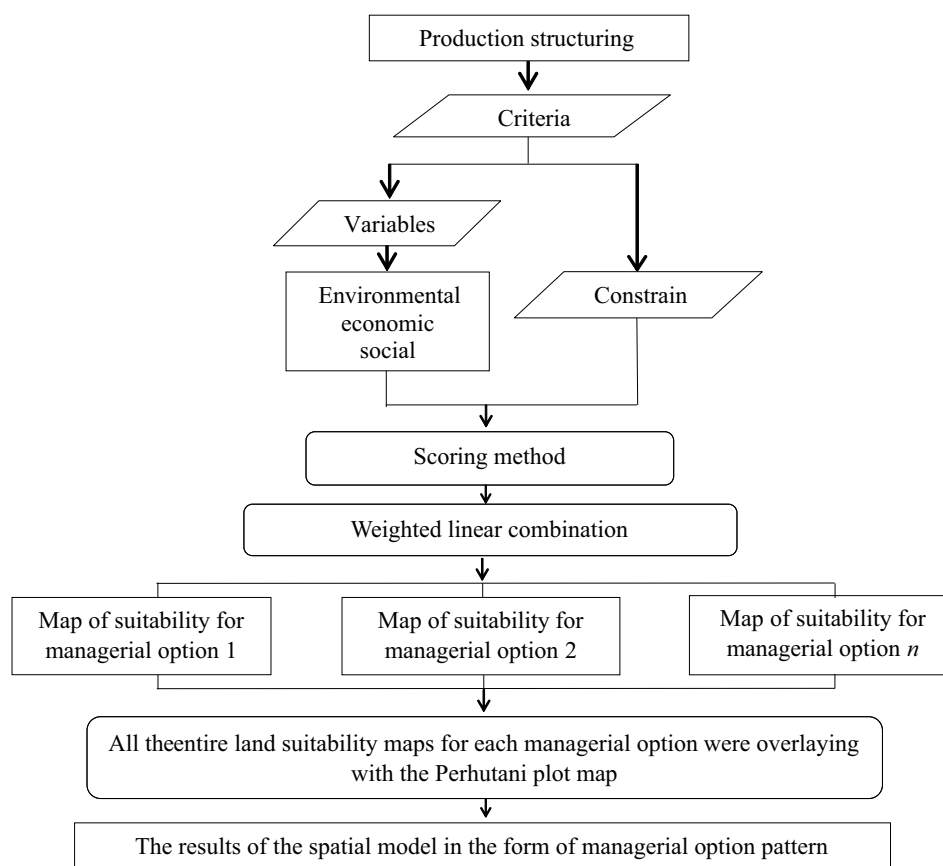 Production structuring
Criteria
Variables
Environmental
economic
social
Constrain
Scoring method
Weighted linear combination
Map of suitability for
managerial option 1
Map of suitability for
managerial option 2
Map of suitability for
managerial option n
All theentire land suitability maps for each managerial option were overlaying
with the Perhutani plot map
The results of the spatial model in the form of managerial option pattern